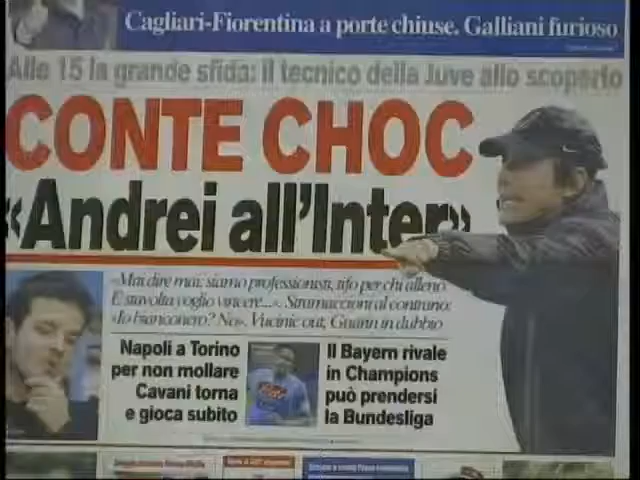 Cagliari-Fiorentina a porte chiuse. Galliani furioso
Alle 15 la grande sfida: il tecnico della Juve allo scoperto
CONTE CHOC
«Andrei all'Inter»
«Mai dire mai, siamo professionisti, tifo per chi alleno.
E stavolta voglio vincere...». Stramaccioni al contrario:
«Io bianconero? No». Vucinic out, Guarin in dubbio
Napoli a Torino
per non mollare
Cavani torna
e gioca subito
Il Bayern rivale
in Champions
può prendersi
la Bundesliga